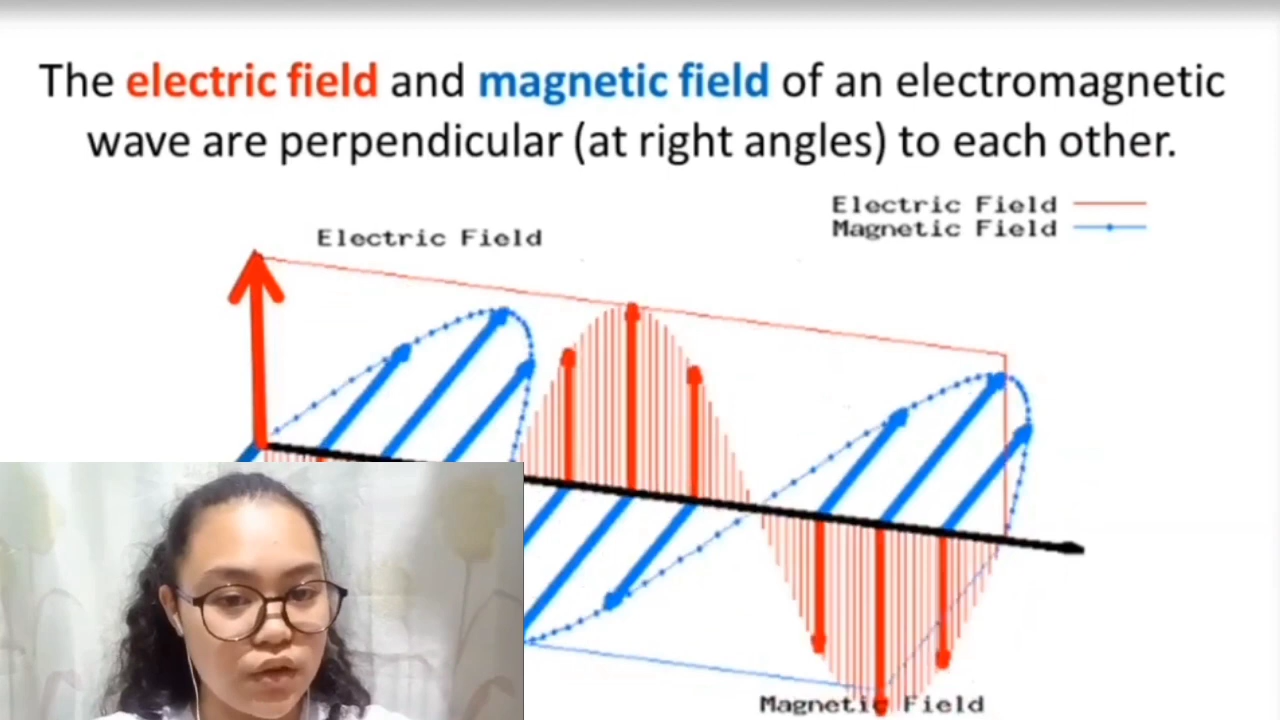 The electric field and magnetic field of an electromagnetic
wave are perpendicular (at right angles) to each other.
Electric Field
Magnetic Field
Electric Field
Magnetic Field